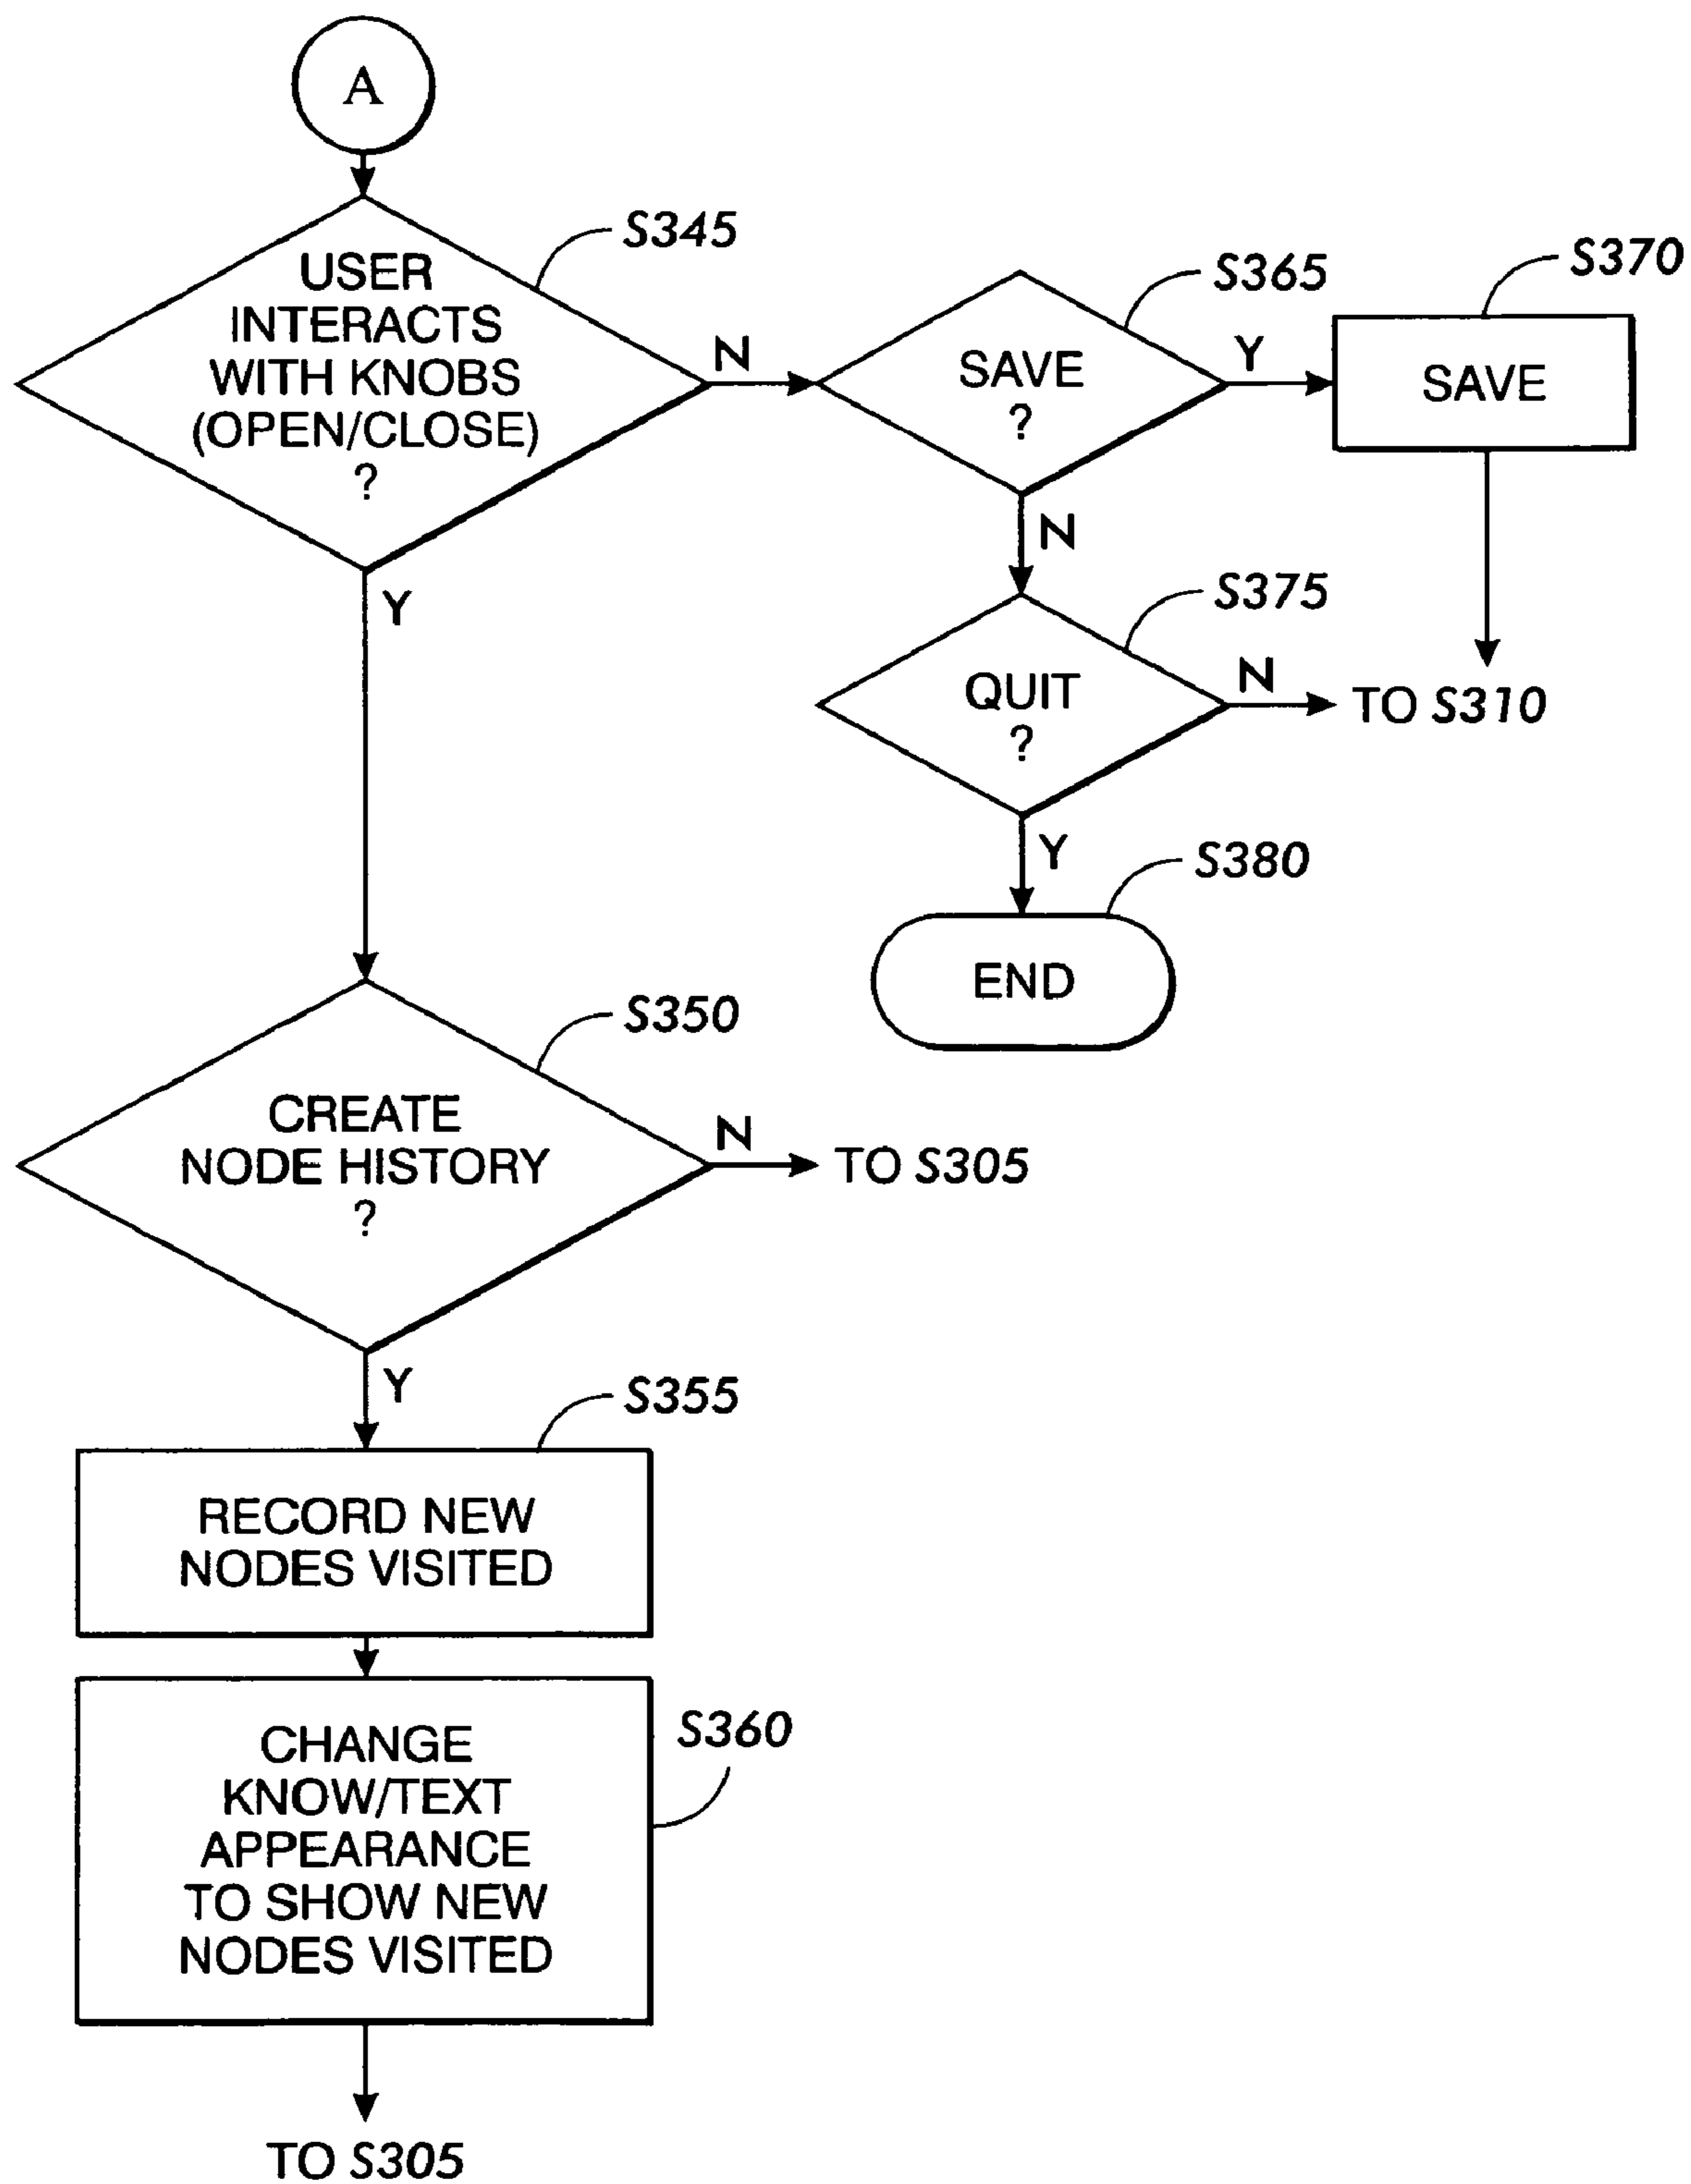 A
S345
USER
INTERACTS
WITH KNOBS
(OPEN/CLOSE)
?
N
Y
S365
SAVE
?
Y
N
S370
SAVE
S375
QUIT
?
N
TO S310
Y
S380
END
S350
CREATE
NODE HISTORY
?
N
TO S305
Y
S355
RECORD NEW
NODES VISITED
S360
CHANGE
KNOW/TEXT
APPEARANCE
TO SHOW NEW
NODES VISITED
TO S305